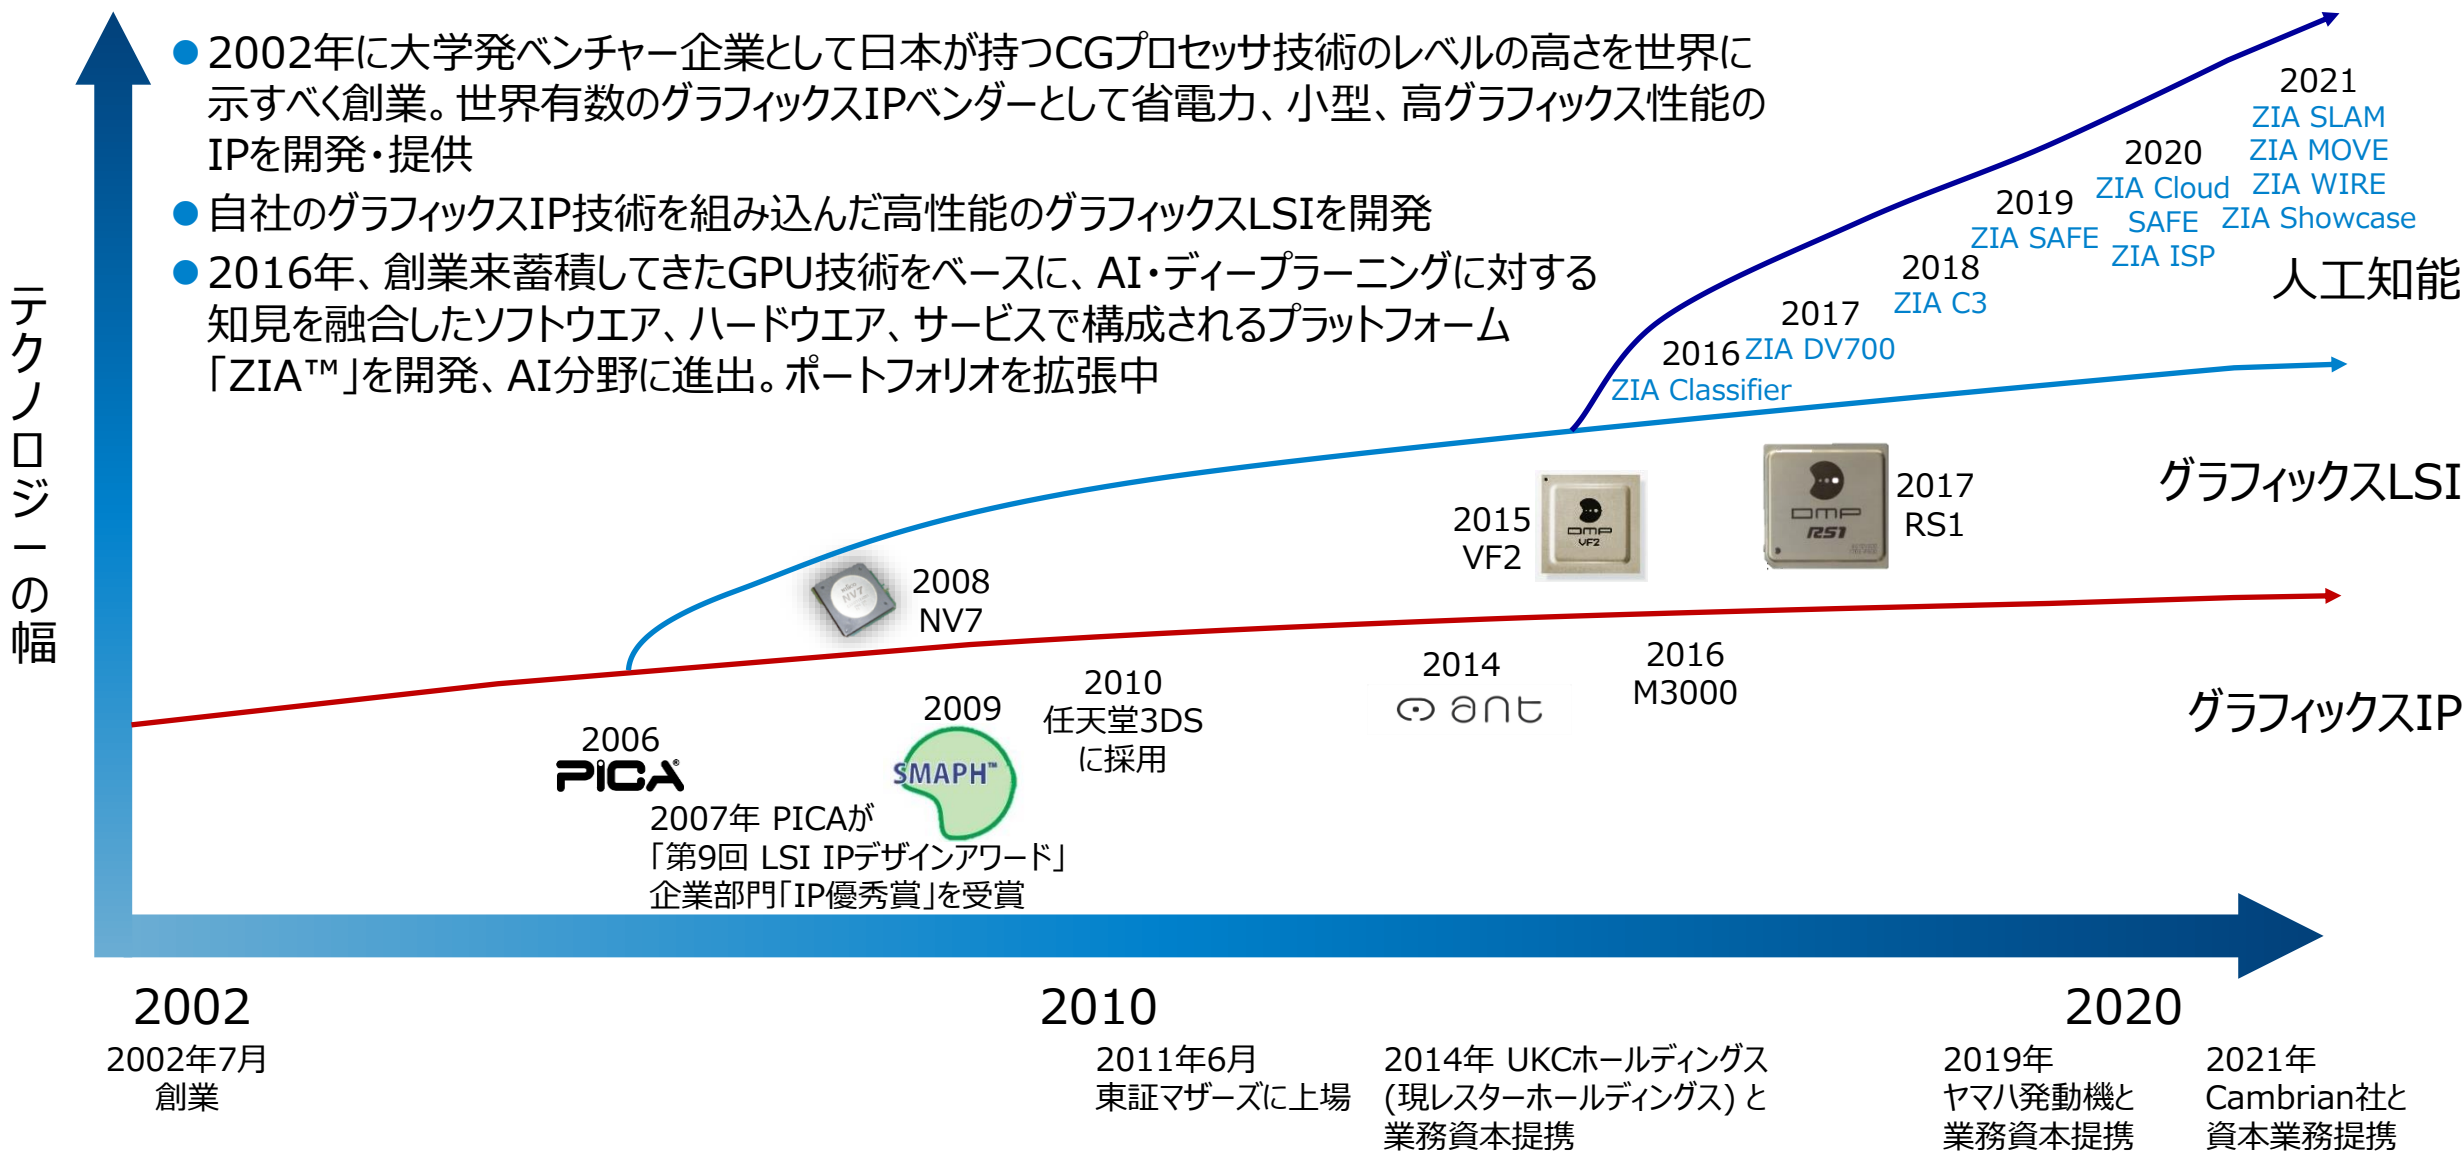 ●2002年に大学発ベンチャー企業として日本が持つCGプロセッサ技術のレベルの高さを世界に
示すべく創業。世界有数のグラフィックスIPベンダーとして省電力、小型、高グラフィックス性能の
IPを開発・提供
●自社のグラフィックスIP技術を組み込んだ高性能のグラフィックスLSIを開発
●2016年、創業来蓄積してきたGPU技術をベースに、AI・ディープラーニングに対する
知見を融合したソフトウエア、ハードウエア、サービスで構成されるプラットフォーム
「ZIA™」を開発、AI分野に進出。ポートフォリオを拡張中
テクノロジーの幅
2016
ZIA Classifier
2017
ZIA DV700
2018
ZIA C3
2019
ZIA SAFE
2020
ZIA Cloud
SAFE
ZIA ISP
2021
ZIA SLAM
ZIA MOVE
ZIA WIRE
ZIA Showcase
人工知能
NV7
2008
NV7
2015
VF2
DMP
VF2
DMP
RS1
2017
RS1
グラフィックスLSI
2006
PICA®
2007年 PICAが
「第9回 LSI IPデザインアワード」
企業部門「IP優秀賞」を受賞
2009
SMAPH™
2010
任天堂3DS
に採用
2014
ant
2016
M3000
グラフィックスIP
2002
2010
2020
2002年7月
創業
2011年6月
東証マザーズに上場
2014年 UKCホールディングス
(現レスターホールディングス) と
業務資本提携
2019年
ヤマハ発動機と
業務資本提携
2021年
Cambrian社と
資本業務提携